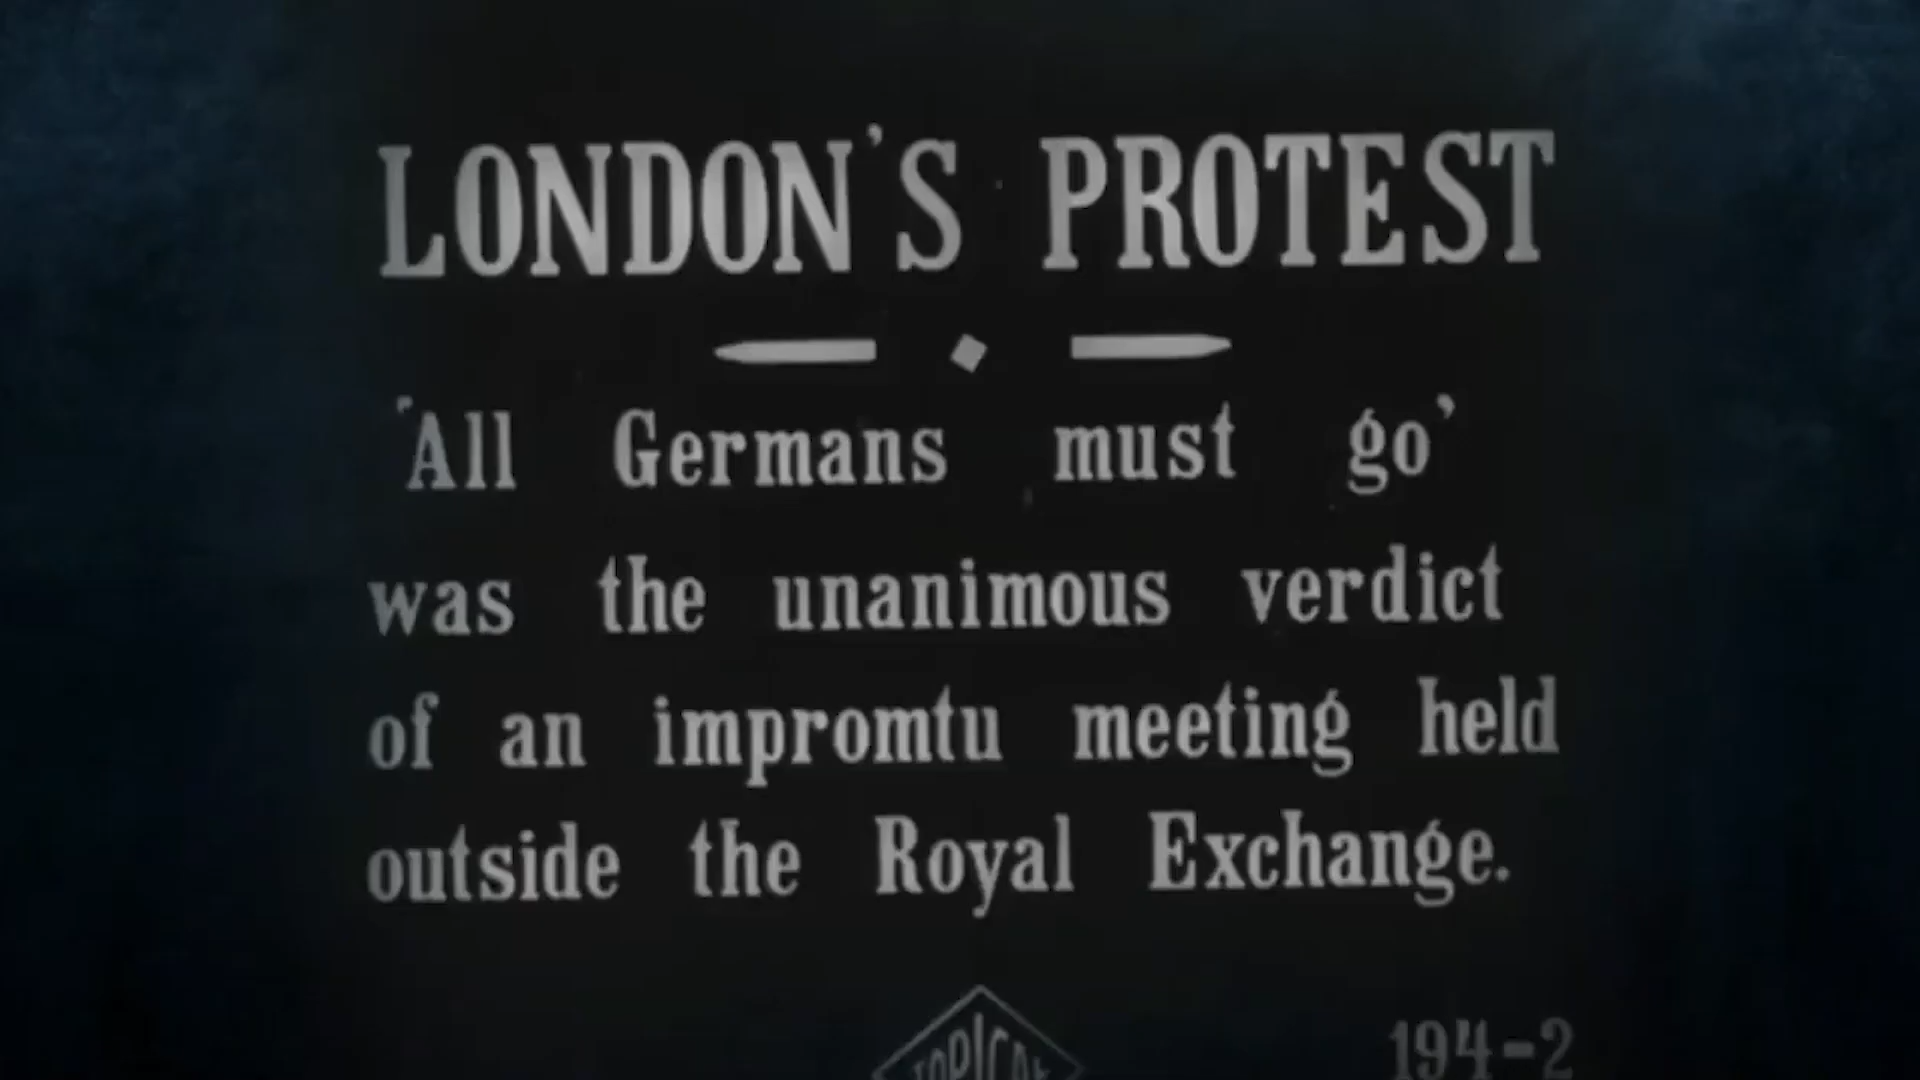 LONDON'S PROTEST
'All Germans must go'
was the unanimous verdict
of an impromtu meeting held
outside the Royal Exchange.
TOPICAL
194-2